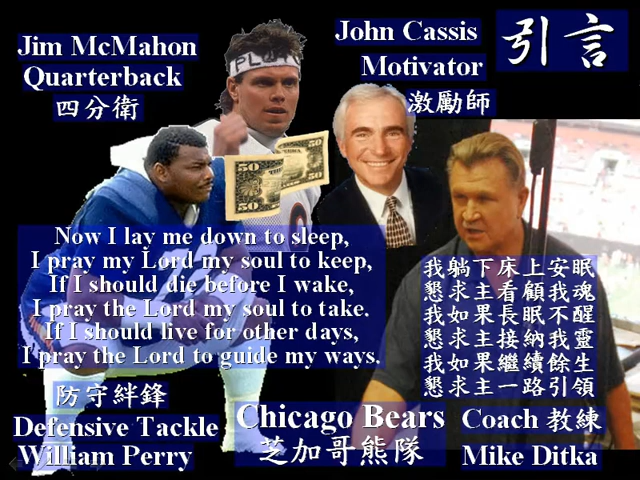 Jim McMahon
Quarterback
四分衛
John Cassis
Motivator
激勵師
引言
PLUTO
50
50
50
50
Now I lay me down to sleep,
I pray my Lord my soul to keep,
If I should die before I wake,
I pray the Lord my soul to take.
If I should live for other days,
I pray the Lord to guide my ways.
我躺下床上安眠
懇求主看顧我魂
我如果長眠不醒
懇求主接納我靈
我如果繼續餘生
懇求主一路引領
防守絆鋒
Defensive Tackle
William Perry
Chicago Bears
芝加哥熊隊
Coach 教練
Mike Ditka